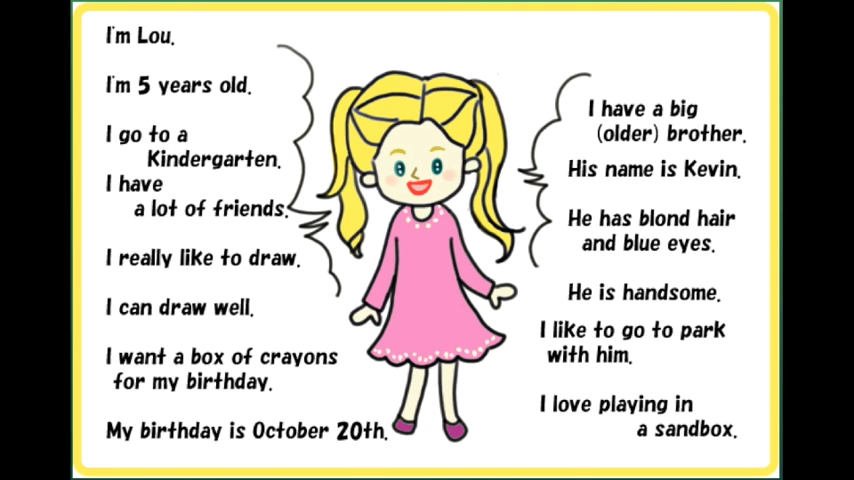 I'm Lou.
I'm 5 years old.
I go to a
Kindergarten.
I have
a lot of friends.
I really like to draw.
I can draw well.
I want a box of crayons
for my birthday.
My birthday is October 20th.
I have a big
(older) brother.
His name is Kevin.
He has blond hair
and blue eyes.
He is handsome.
I like to go to park
with him.
I love playing in
a sandbox.